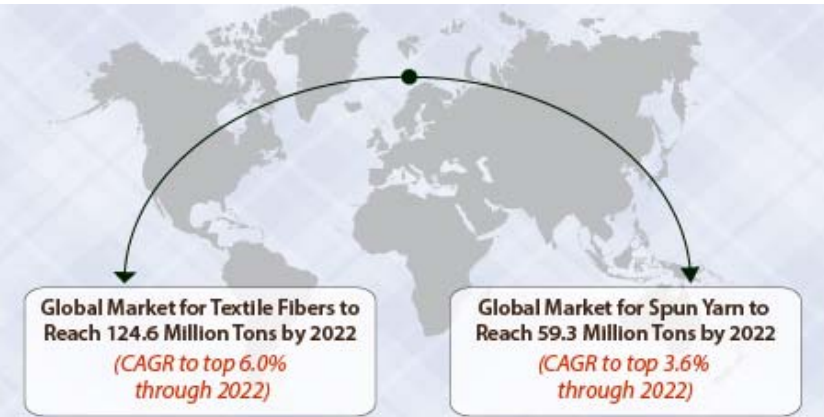 Global Market for Textile Fibers to
Reach 124.6 Million Tons by 2022
(CAGR to top 6.0%
through 2022)
Global Market for Spun Yarn to
Reach 59.3 Million Tons by 2022
(CAGR to top 3.6%
through 2022)